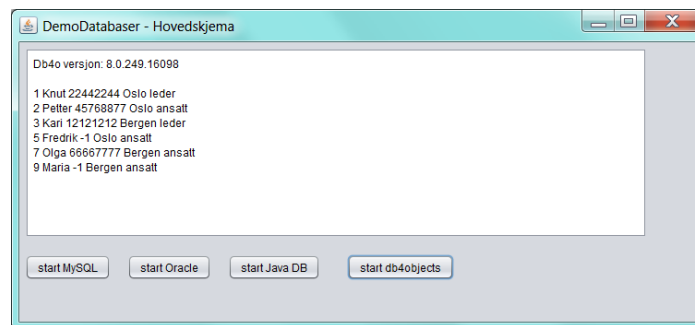 DemoDatabaser - Hovedskjema
Db4o versjon: 8.0.249.16098
1 Knut 22442244 Oslo leder
2 Petter 45768877 Oslo ansatt
3 Kari 12121212 Bergen leder
5 Fredrik -1 Oslo ansatt
7 Olga 66667777 Bergen ansatt
9 Maria -1 Bergen ansatt
start MySQL start Oracle start Java DB start db4objects